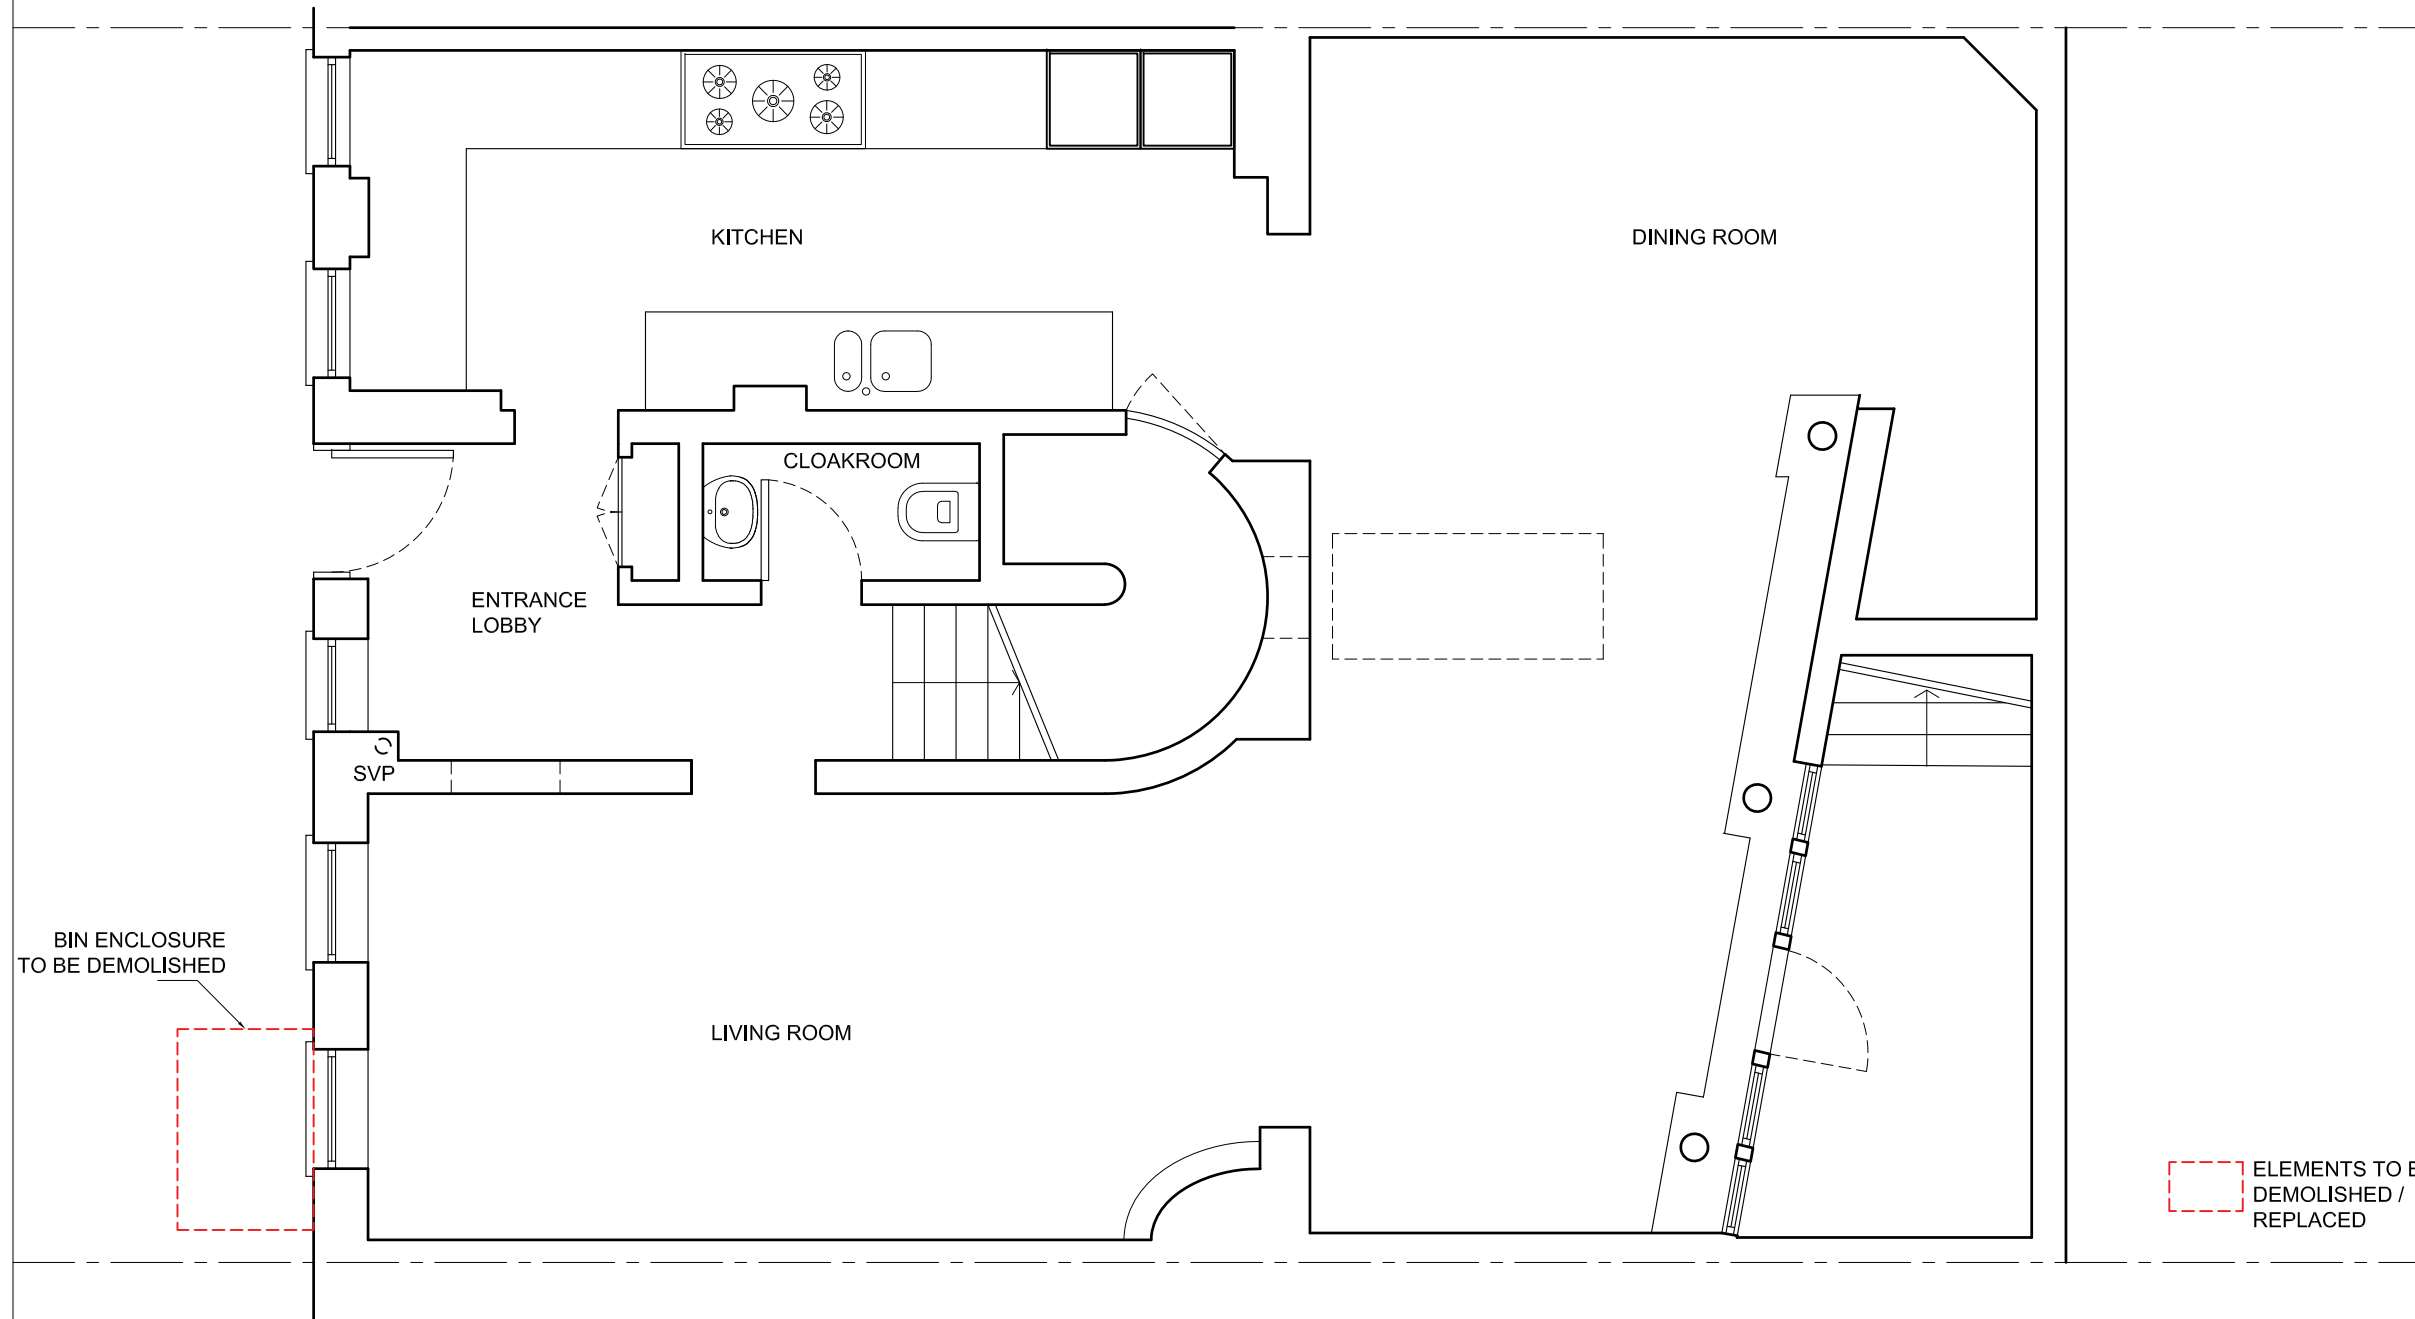 KITCHEN
DINING ROOM
CLOAKROOM
ENTRANCE
LOBBY
SVP
BIN ENCLOSURE
TO BE DEMOLISHED
LIVING ROOM
ELEMENTS TO
DEMOLISHED /
REPLACED